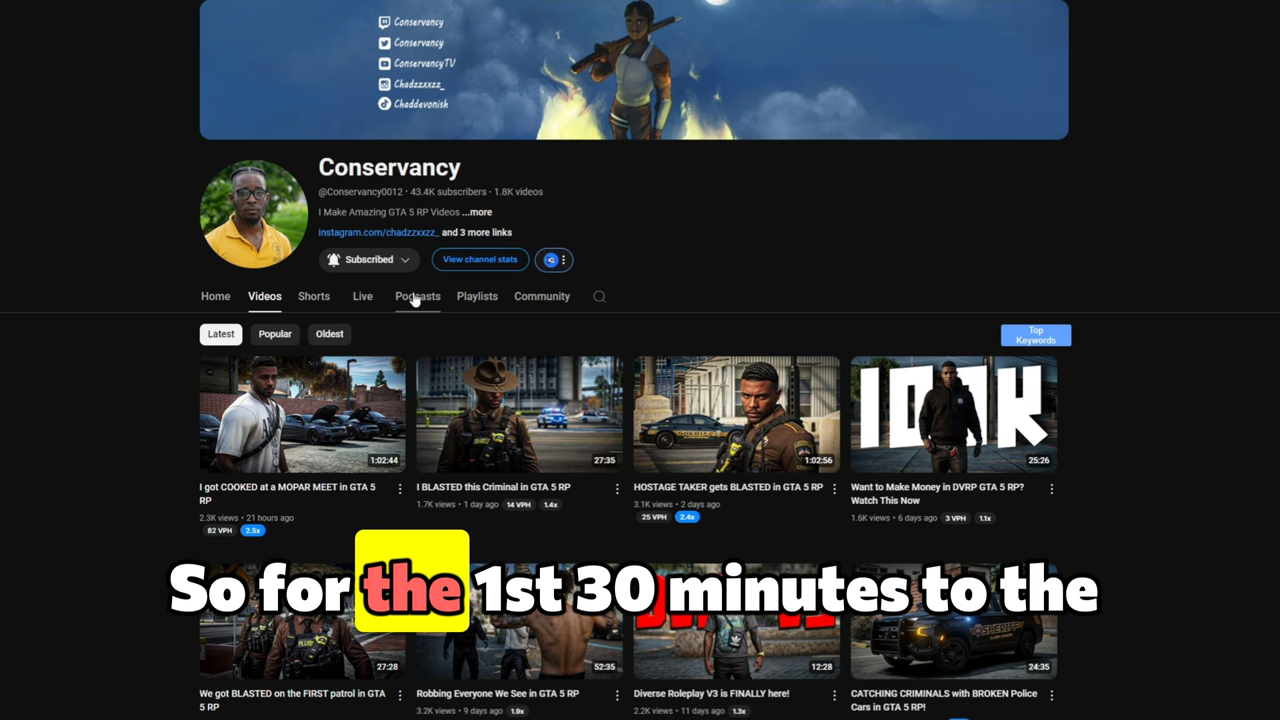 Conservancy
Conservancy
ConservancyTV
Chadzzxxzz_
Chaddevonish
Conservancy
@Conservancy0012 · 43.4K subscribers · 1.8K videos
I Make Amazing GTA 5 RP Videos ...more
instagram.com/chadzzxxzz_ and 3 more links
Subscribed View channel stats
Home Videos Shorts Live Podcasts Playlists Community
Latest Popular Oldest
Top
Keywords
100K
SHERIFF
1:02:44 27:35 1:02:56 25:26
I got COOKED at a MOPAR MEET in GTA 5
RP
2.3K views • 21 hours ago
82 VPH 2.5x
I BLASTED this Criminal in GTA 5 RP
1.7K views • 1 day ago 14 VPH 1.4x
HOSTAGE TAKER gets BLASTED in GTA 5 RP
3.1K views • 2 days ago
25 VPH 2.4x
Want to Make Money in DVRP GTA 5 RP?
Watch This Now
1.6K views • 6 days ago 3 VPH 1.1x
So for the 1st 30 minutes to the
SHERIFF
27:28 52:35 12:28 24:35
We got BLASTED on the FIRST patrol in GTA
5 RP
Robbing Everyone We See in GTA 5 RP
3.2K views • 9 days ago 1.9x
Diverse Roleplay V3 is FINALLY here!
2.2K views • 11 days ago 1.3x
CATCHING CRIMINALS with BROKEN Police
Cars in GTA 5 RP!